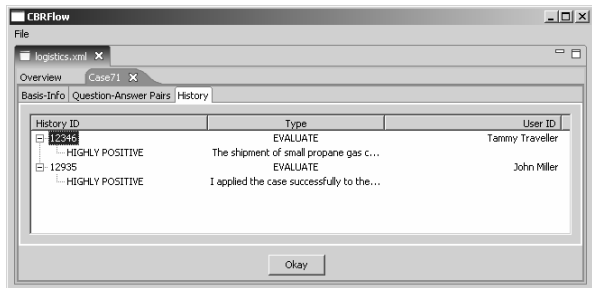 CBRFlow
File
logistics.xml
Overview Case71
Basis-Info Question-Answer Pairs History
History ID Type User ID
12346 EVALUATE Tammy Traveller
HIGHLY POSITIVE The shipment of small propane gas c...
12935 EVALUATE John Miller
HIGHLY POSITIVE I applied the case successfully to the...
Okay